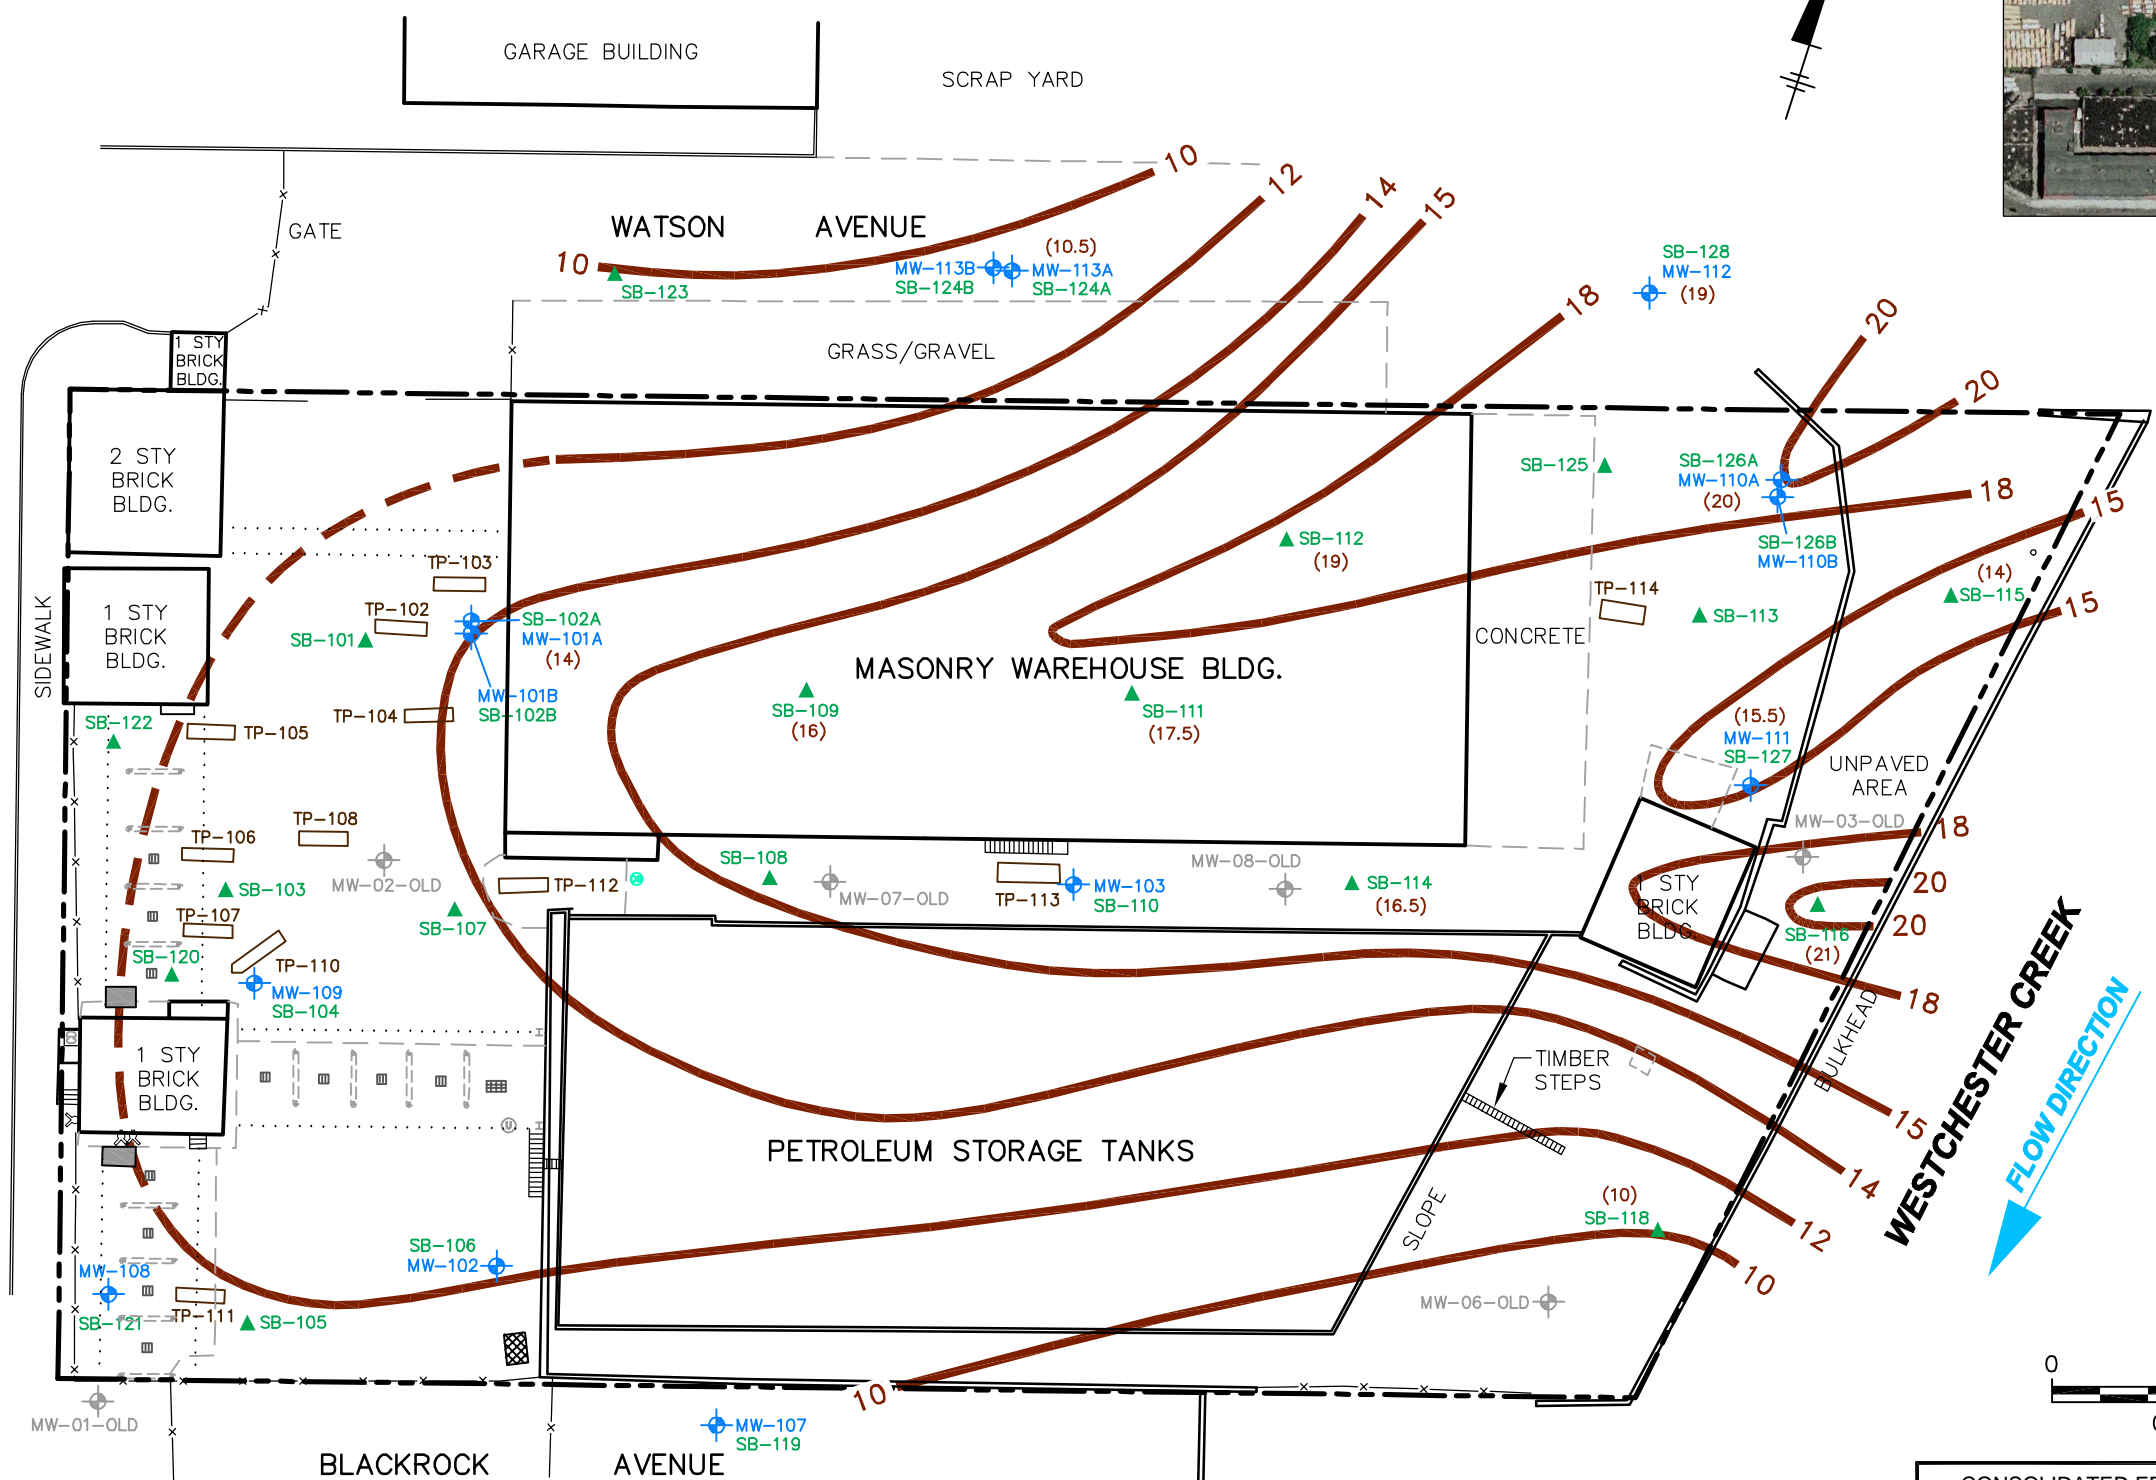 GARAGE BUILDING
SCRAP YARD
10
12
14
15
GATE
WATSON AVENUE
10
SB-123
(10.5)
MW-113B
SB-124B
MW-113A
SB-124A
SB-128
MW-112
(19)
18
20
20
GRASS/GRAVEL
1 STY
BRICK
BLDG.
2 STY
BRICK
BLDG.
SB-125
SB-126A
MW-110A
(20)
18
15
SB-126B
MW-110B
SB-112
(19)
TP-103
TP-102
SB-101
SB-102A
MW-101A
(14)
MW-101B
SB-102B
TP-104
1 STY
BRICK
BLDG.
SIDEWALK
TP-114
SB-113
(14)
SB-115
15
CONCRETE
MASONRY WAREHOUSE BLDG.
SB-109
(16)
SB-111
(17.5)
SB-122
TP-105
(15.5)
MW-111
SB-127
UNPAVED
AREA
MW-03-OLD
18
TP-106
TP-108
MW-02-OLD
SB-103
TP-107
SB-107
TP-112
SB-108
MW-07-OLD
TP-113
MW-103
SB-110
MW-08-OLD
SB-114
(16.5)
1 STY
BRICK
BLDG.
20
20
SB-116
(21)
18
SB-120
TP-110
MW-109
SB-104
1 STY
BRICK
BLDG.
TIMBER
STEPS
BULKHEAD
WESTCHESTER CREEK
FLOW DIRECTION
15
14
12
10
PETROLEUM STORAGE TANKS
SLOPE
(10)
SB-118
SB-106
MW-102
MW-108
SB-121
TP-111
SB-105
MW-06-OLD
10
MW-01-OLD
MW-107
SB-119
BLACKROCK AVENUE
0